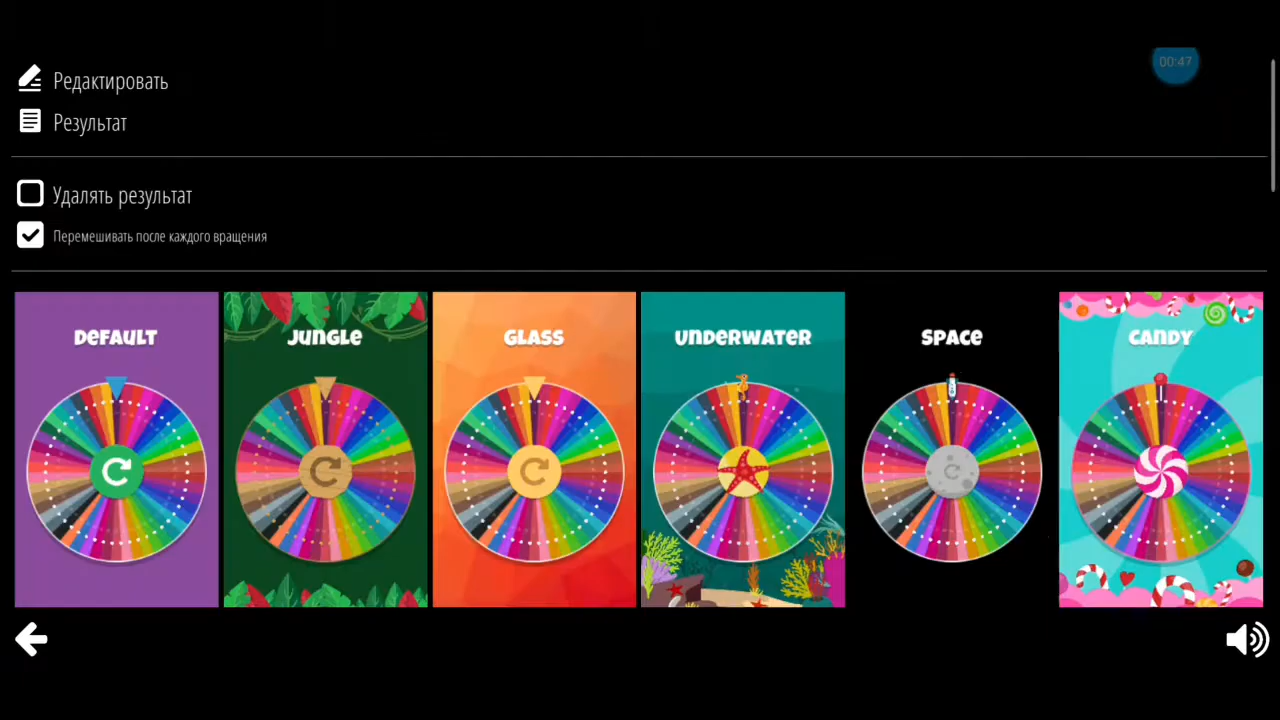 Редактировать
00:47
Результат
Удалять результат
Перемешивать после каждого вращения
DEFAULT
JUNGLE
GLASS
UNDERWATER
SPACE
CANDY